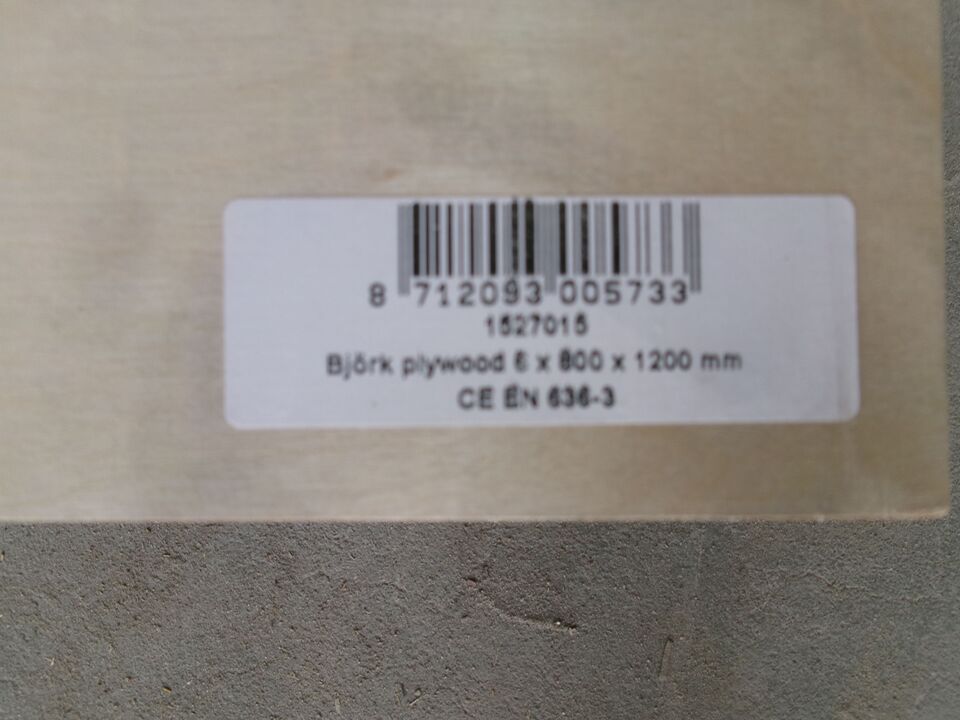 8 712093 005733
1527015
Björk plywood 6 x 800 x 1200 mm
CE EN 636-3